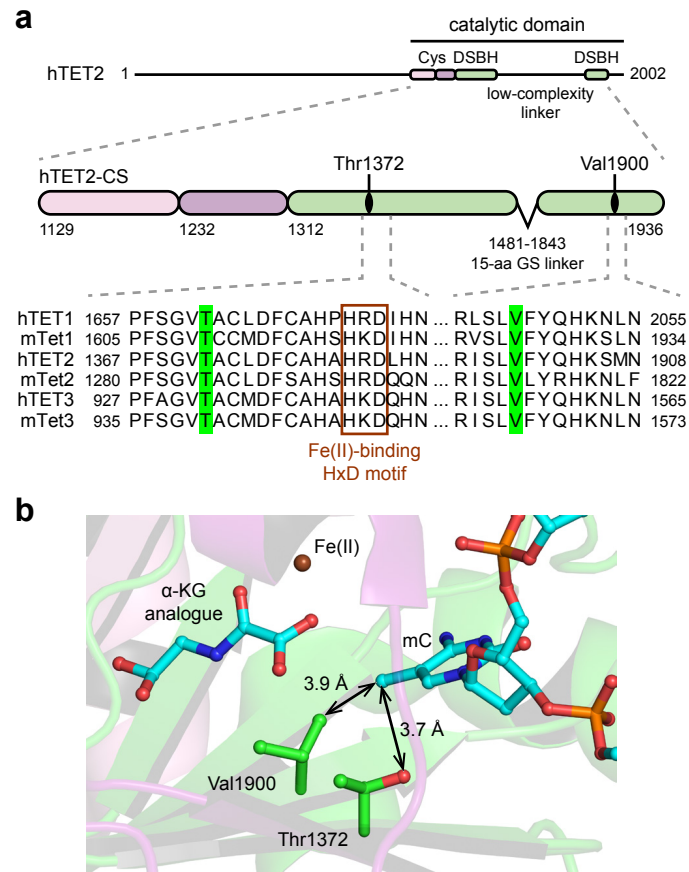 a
catalytic domain
Cys DSBH DSBH
hTET2 1 2002
low-complexity
linker
hTET2-CS Thr1372 Val1900
1129 1232 1312 1481-1843 1936
15-aa GS linker
hTET1 1657 PFSGVTACLDFCAHPHRDIHN ... RLSLVFYQHKNLN 2055
mTet1 1605 PFSGVTCCMDFCAHSHKDIHN ... RVSLVFYQHKSLN 1934
hTET2 1367 PFSGVTACLDFCAHAHRDLHN ... RISLVFYQHKSMN 1908
mTet2 1280 PFSGVTACLDFSAHSHRDQQN ... RISLVLYRHKNLF 1822
hTET3 927 PFAGVTACMDFCAHAHKDQHN ... RISLVFYQHKNLN 1565
mTet3 935 PFSGVTACMDFCAHAHKDQHN ... RISLVFYQHKNLN 1573
Fe(II)-binding
HxD motif
b
Fe(II)
α-KG
analogue
mC
3.9 Å
3.7 Å
Val1900
Thr1372